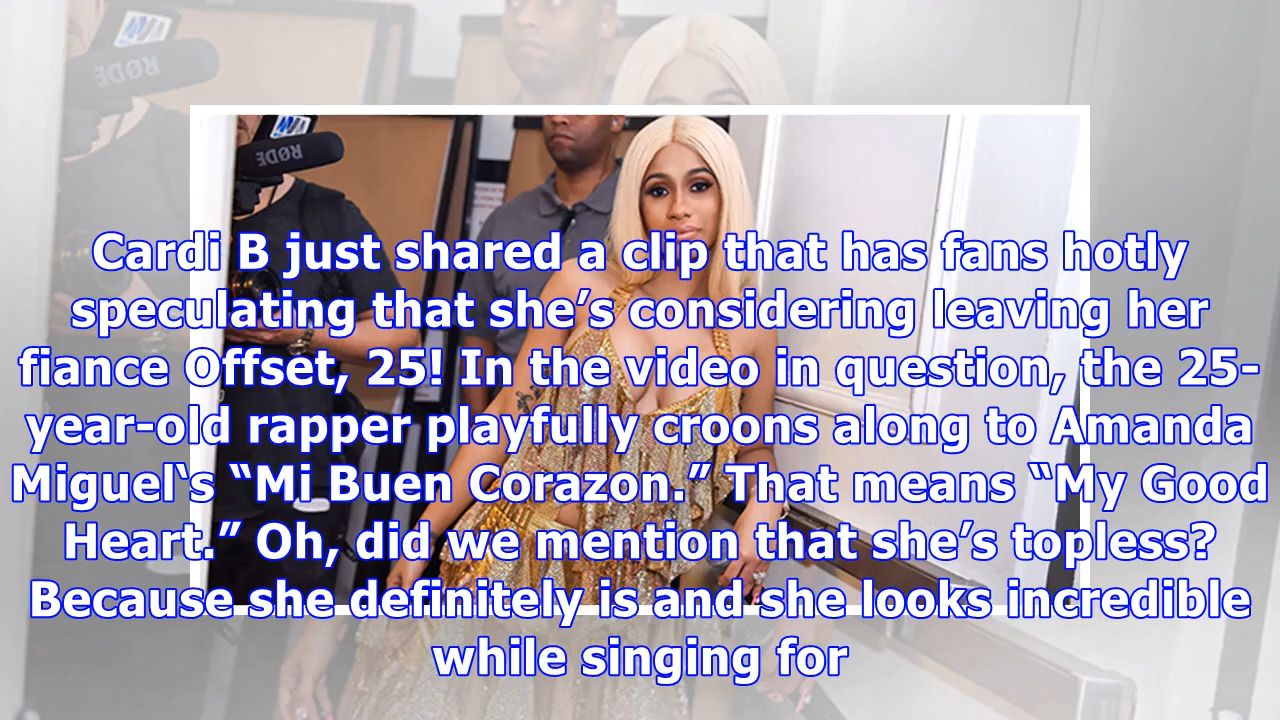 RØDE
RØDE
Cardi B just shared a clip that has fans hotly
speculating that she’s considering leaving her
fiance Offset, 25! In the video in question, the 25-
year-old rapper playfully croons along to Amanda
Miguel‘s “Mi Buen Corazon.” That means “My Good
Heart.” Oh, did we mention that she’s topless?
Because she definitely is and she looks incredible
while singing for